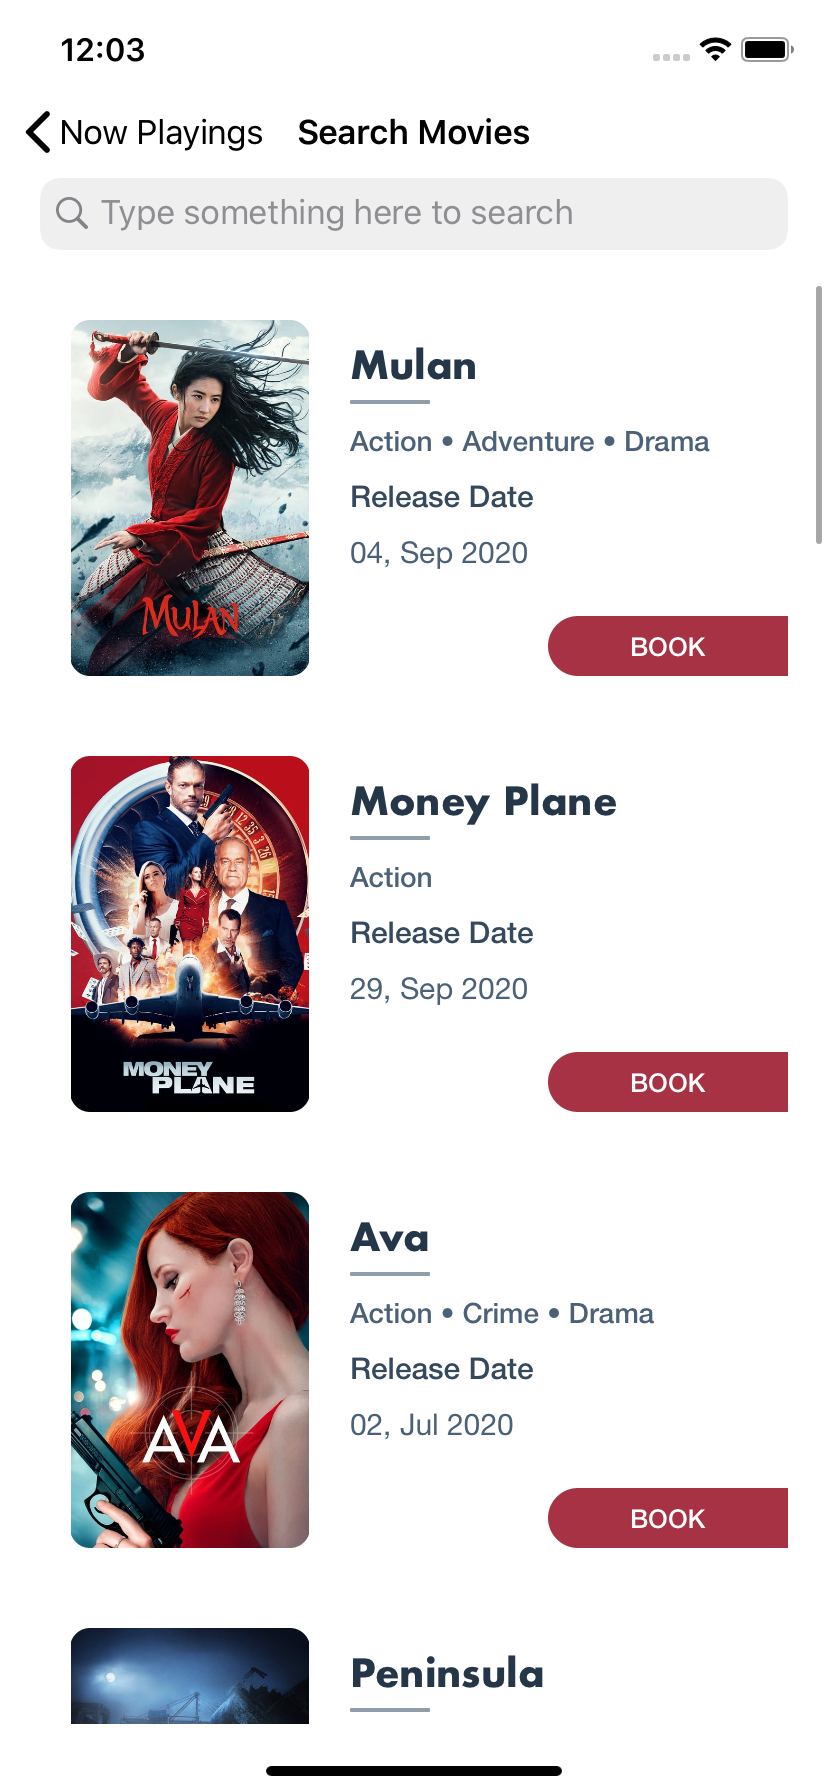 12:03
Now Playings Search Movies
Type something here to search
Mulan
Action • Adventure • Drama
Release Date
04, Sep 2020
MULAN
BOOK
Money Plane
Action
Release Date
29, Sep 2020
MONEY
PLANE
BOOK
Ava
Action • Crime • Drama
Release Date
02, Jul 2020
AVA
BOOK
Peninsula